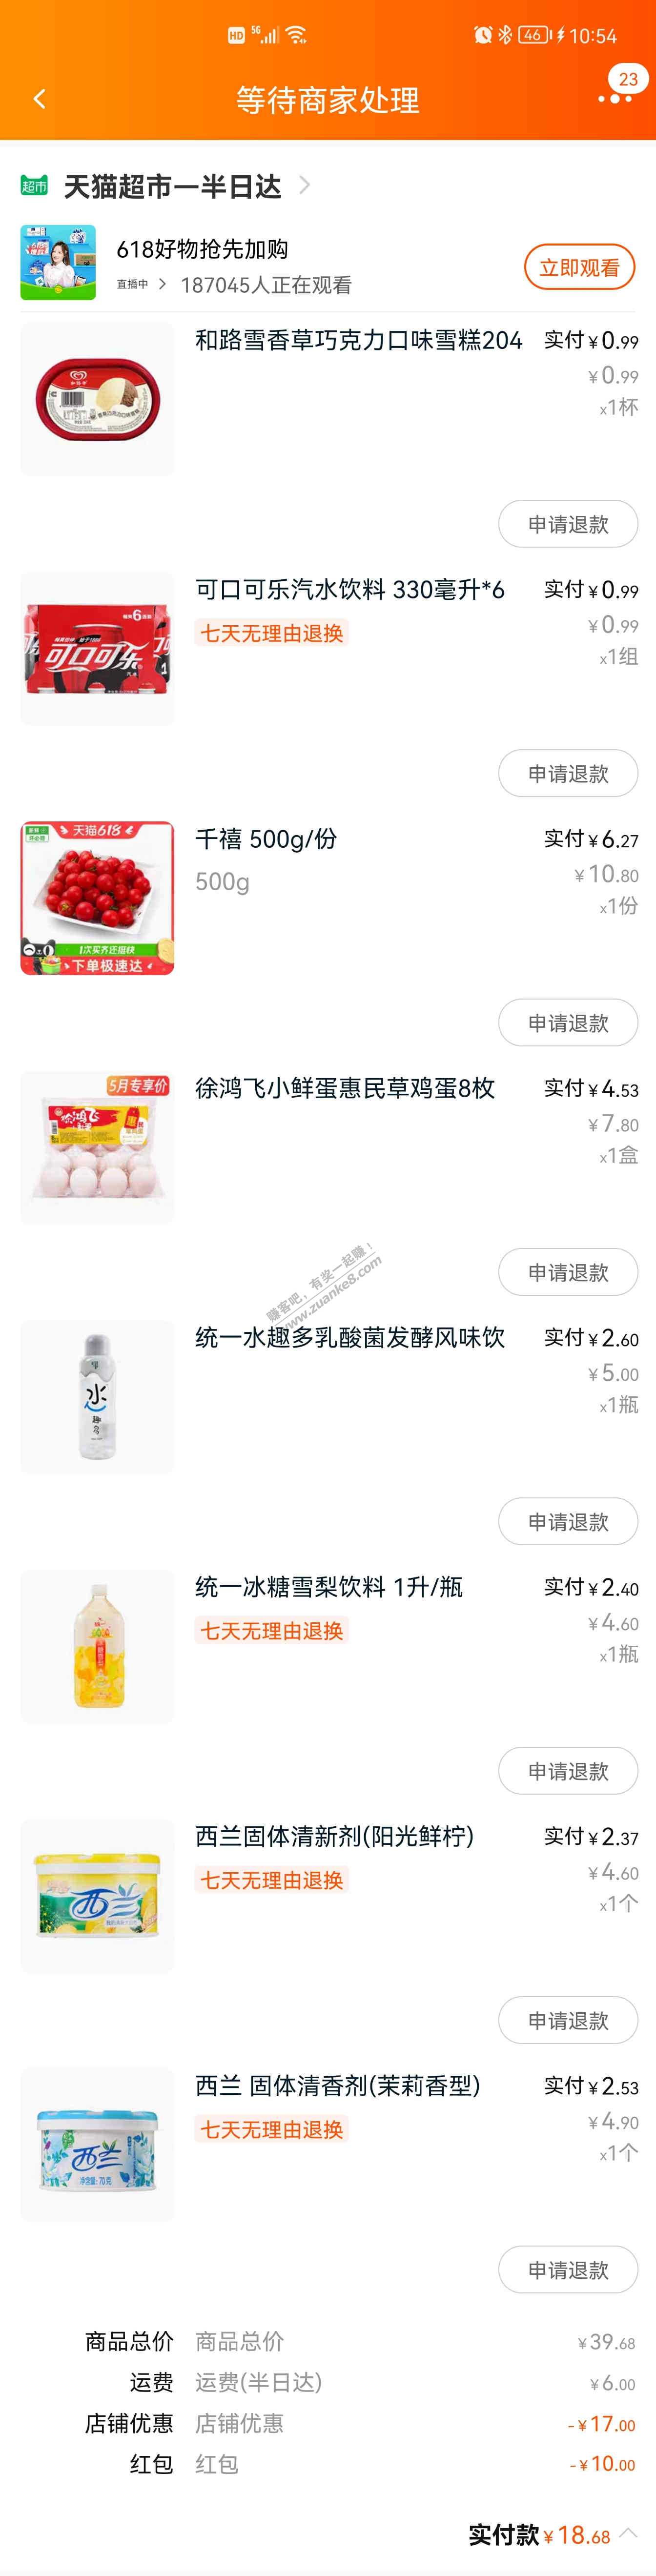 HD 5G 46 10:54
等待商家处理
23
超市 天猫超市—半日达
618好物抢先加购
直播中 187045人正在观看
立即观看
和路雪香草巧克力口味雪糕204 实付¥0.99
¥0.99
x1杯
申请退款
可口可乐汽水饮料 330毫升*6 实付¥0.99
七天无理由退换 ¥0.99
x1组
可口可乐
申请退款
天猫618
千禧 500g/份 实付¥6.27
500g ¥10.80
x1份
1次买齐还挺快
下单极速达
申请退款
5月专享价
徐鸿飞小鲜蛋惠民草鸡蛋8枚 实付¥4.53
¥7.80
x1盒
申请退款
赚客吧，有奖一起赚！
www.zuanke8.com
统一水趣多乳酸菌发酵风味饮 实付¥2.60
¥5.00
x1瓶
水
趣
多
申请退款
统一冰糖雪梨饮料 1升/瓶 实付¥2.40
七天无理由退换 ¥4.60
x1瓶
申请退款
西兰固体清新剂(阳光鲜柠) 实付¥2.37
七天无理由退换 ¥4.60
x1个
西兰
申请退款
西兰 固体清香剂(茉莉香型) 实付¥2.53
七天无理由退换 ¥4.90
x1个
西兰
净含量:70克
申请退款
商品总价 商品总价 ¥39.68
运费 运费(半日达) ¥6.00
店铺优惠 店铺优惠 -¥17.00
红包 红包 -¥10.00
实付款¥18.68